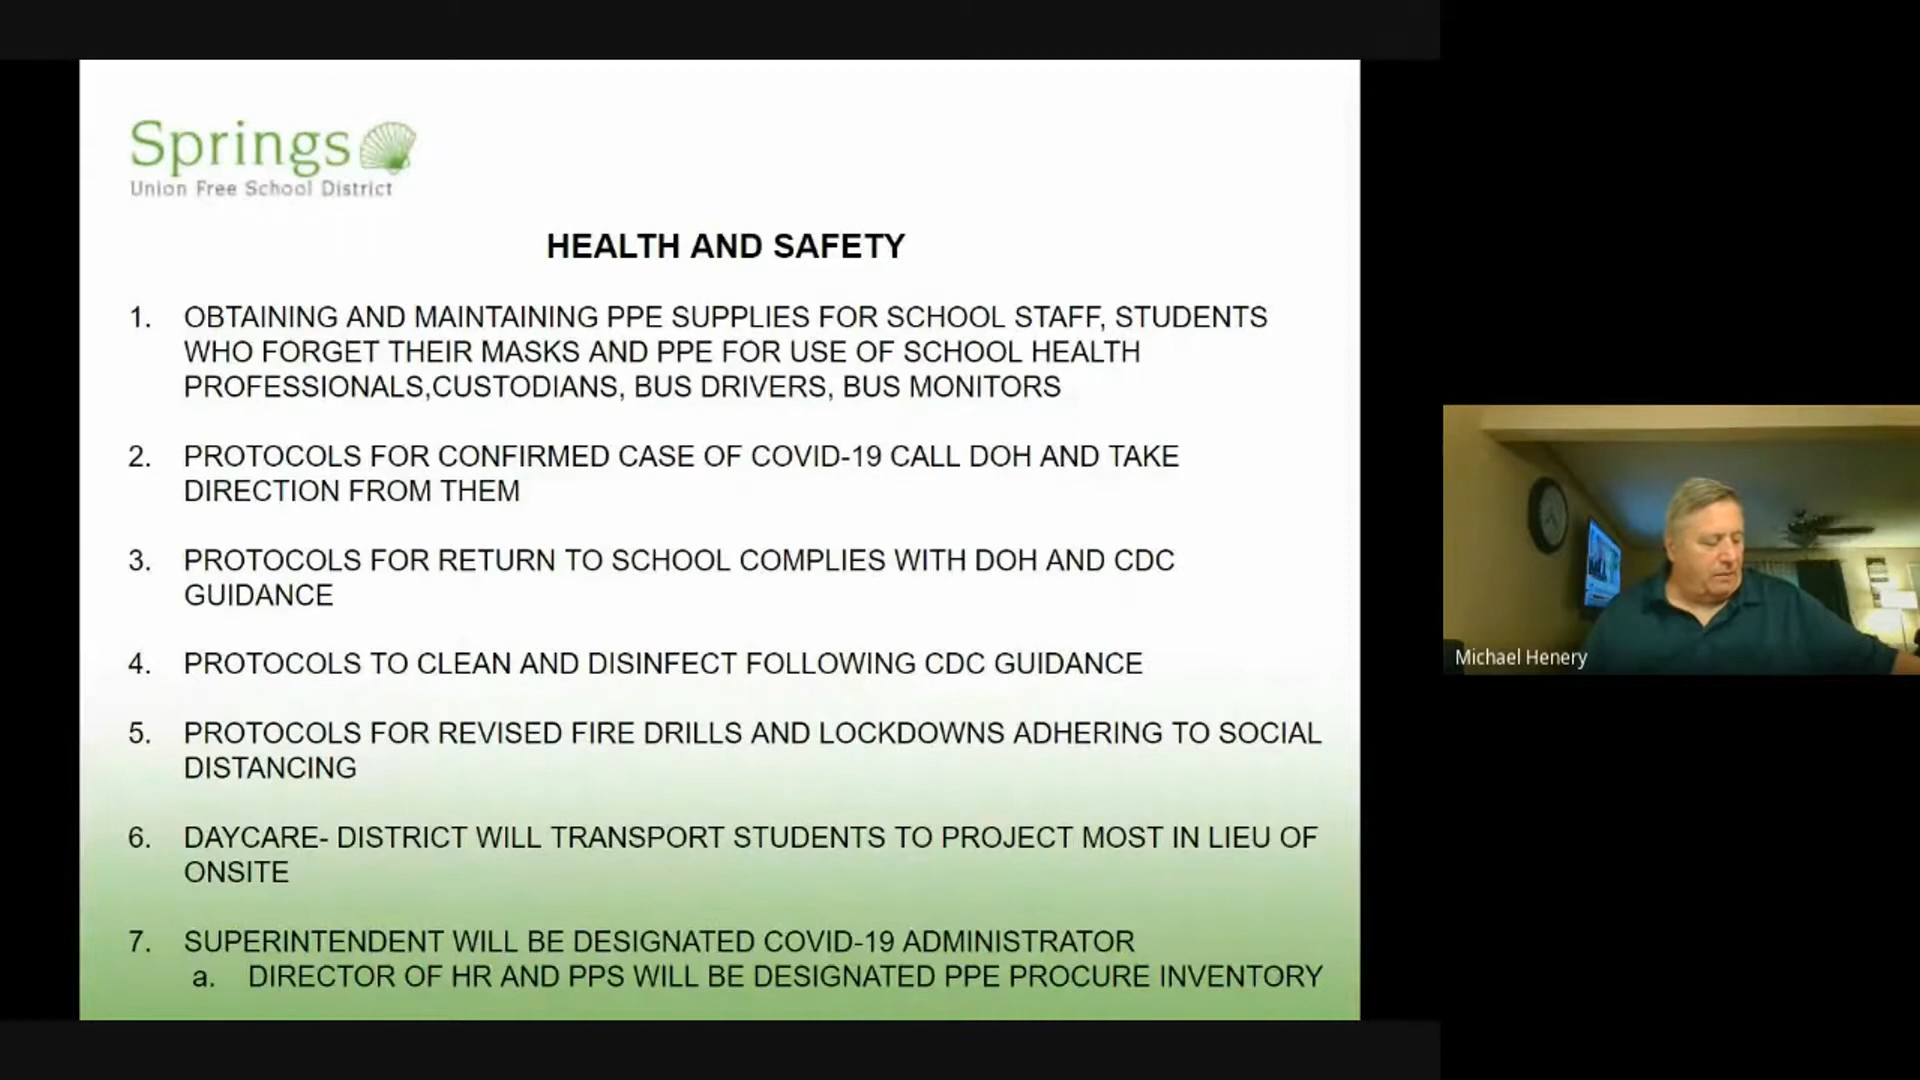 Springs
Union Free School District
HEALTH AND SAFETY
1. OBTAINING AND MAINTAINING PPE SUPPLIES FOR SCHOOL STAFF, STUDENTS
WHO FORGET THEIR MASKS AND PPE FOR USE OF SCHOOL HEALTH
PROFESSIONALS,CUSTODIANS, BUS DRIVERS, BUS MONITORS
2. PROTOCOLS FOR CONFIRMED CASE OF COVID-19 CALL DOH AND TAKE
DIRECTION FROM THEM
3. PROTOCOLS FOR RETURN TO SCHOOL COMPLIES WITH DOH AND CDC
GUIDANCE
4. PROTOCOLS TO CLEAN AND DISINFECT FOLLOWING CDC GUIDANCE
5. PROTOCOLS FOR REVISED FIRE DRILLS AND LOCKDOWNS ADHERING TO SOCIAL
DISTANCING
6. DAYCARE- DISTRICT WILL TRANSPORT STUDENTS TO PROJECT MOST IN LIEU OF
ONSITE
7. SUPERINTENDENT WILL BE DESIGNATED COVID-19 ADMINISTRATOR
a. DIRECTOR OF HR AND PPS WILL BE DESIGNATED PPE PROCURE INVENTORY
Michael Henery